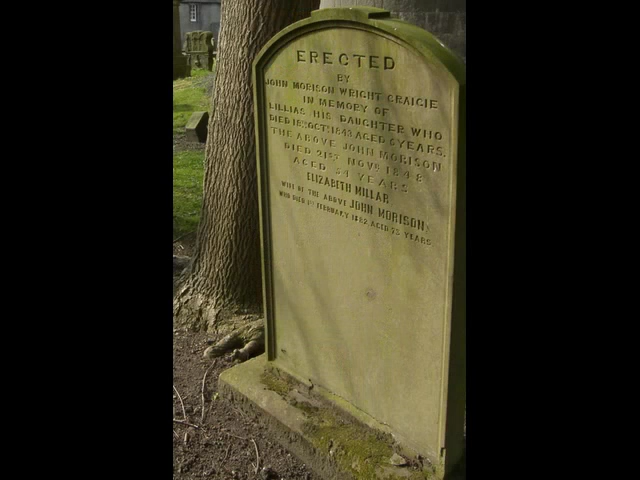 ERECTED
BY
JOHN MORISON WRIGHT CRAIGIE
IN MEMORY OF
LILLIAS HIS DAUGHTER WHO
DIED 18TH OCTR 1843 AGED 6 YEARS.
THE ABOVE JOHN MORISON
DIED 21ST NOVR 1848
AGED 51 YEARS
ELIZABETH MILLAR
WIFE OF THE ABOVE JOHN MORISON
WHO DIED 1ST FEBRUARY 1882 AGED 75 YEARS